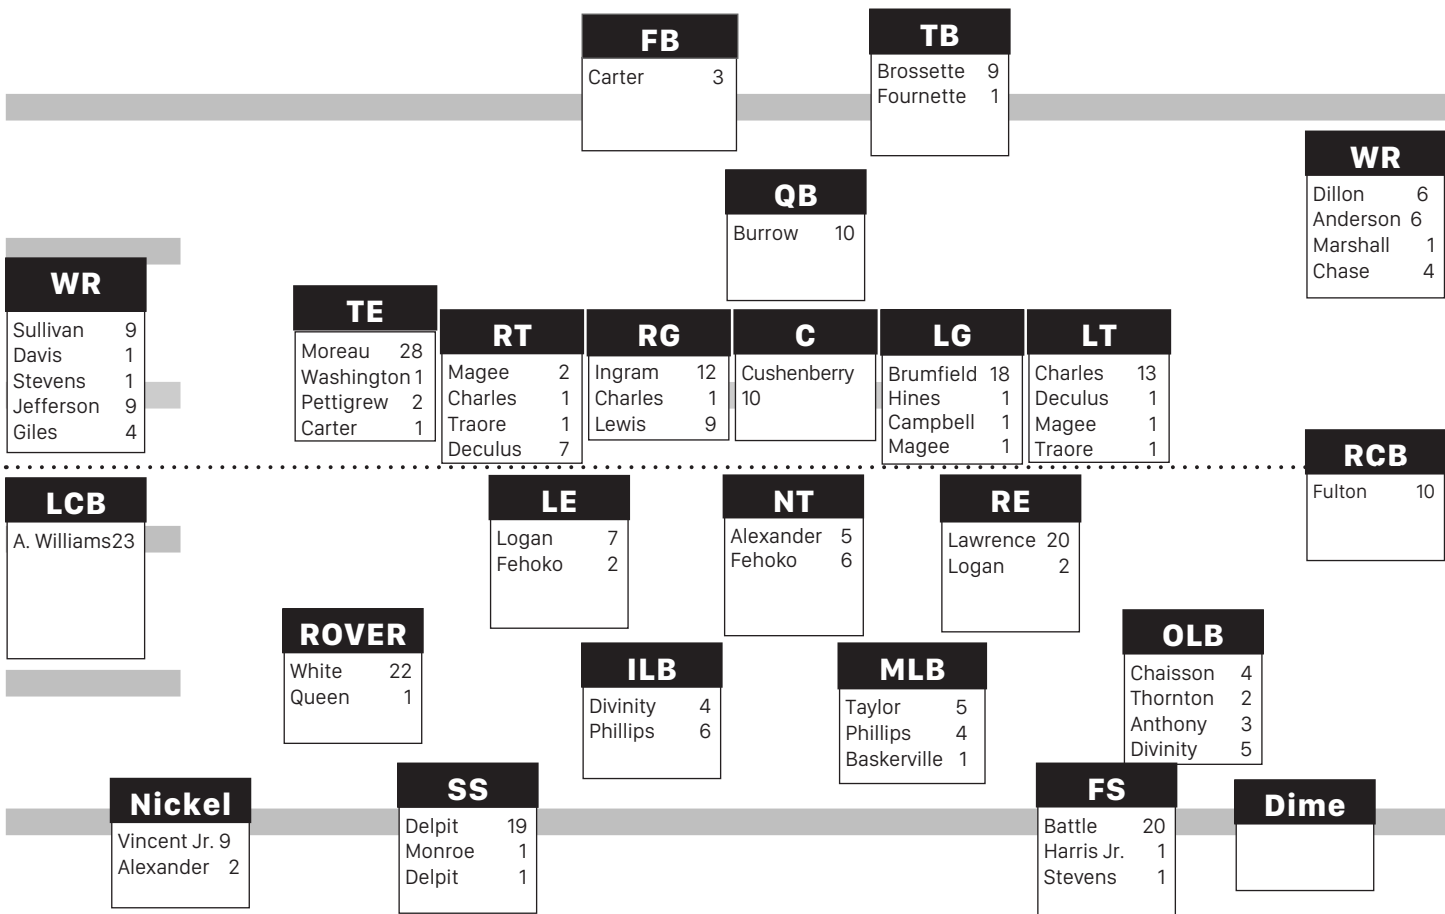 FB
Carter 3
TB
Brossette 9
Fournette 1
WR
Dillon 6
Anderson 6
Marshall 1
Chase 4
QB
Burrow 10
WR
Sullivan 9
Davis 1
Stevens 1
Jefferson 9
Giles 4
TE
Moreau 28
Washington 1
Pettigrew 2
Carter 1
RT
Magee 2
Charles 1
Traore 1
Deculus 7
RG
Ingram 12
Charles 1
Lewis 9
C
Cushenberry
10
LG
Brumfield 18
Hines 1
Campbell 1
Magee 1
LT
Charles 13
Deculus 1
Magee 1
Traore 1
RCB
Fulton 10
LCB
A. Williams23
LE
Logan 7
Fehoko 2
NT
Alexander 5
Fehoko 6
RE
Lawrence 20
Logan 2
ROVER
White 22
Queen 1
ILB
Divinity 4
Phillips 6
MLB
Taylor 5
Phillips 4
Baskerville 1
OLB
Chaisson 4
Thornton 2
Anthony 3
Divinity 5
Nickel
Vincent Jr. 9
Alexander 2
SS
Delpit 19
Monroe 1
Delpit 1
FS
Battle 20
Harris Jr. 1
Stevens 1
Dime